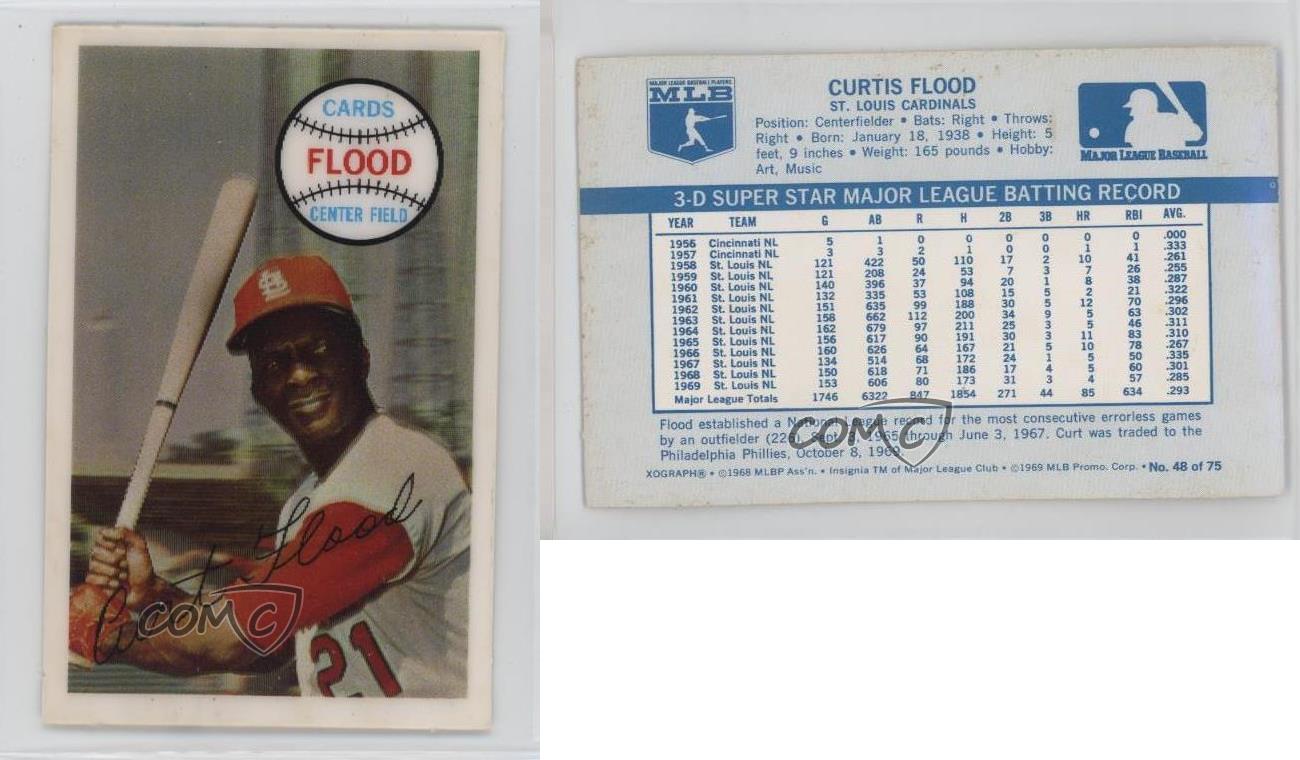 CARDS
FLOOD
CENTER FIELD
StL
Curt Flood
COMC
21
MAJOR LEAGUE BASEBALL PLAYERS
MLB
CURTIS FLOOD
ST. LOUIS CARDINALS
Position: Centerfielder • Bats: Right • Throws:
Right • Born: January 18, 1938 • Height: 5
feet, 9 inches • Weight: 165 pounds • Hobby:
Art, Music
MAJOR LEAGUE BASEBALL
3-D SUPER STAR MAJOR LEAGUE BATTING RECORD
YEAR TEAM G AB R H 2B 3B HR RBI AVG.
1956 Cincinnati NL 5 1 0 0 0 0 0 0 .000
1957 Cincinnati NL 3 3 2 1 0 0 1 1 .333
1958 St. Louis NL 121 422 50 110 17 2 10 41 .261
1959 St. Louis NL 121 208 24 53 7 3 7 26 .255
1960 St. Louis NL 140 396 37 94 20 1 8 38 .287
1961 St. Louis NL 132 335 53 108 15 5 2 21 .322
1962 St. Louis NL 151 635 99 188 30 5 12 70 .296
1963 St. Louis NL 158 662 112 200 34 9 5 63 .302
1964 St. Louis NL 162 679 97 211 25 3 5 46 .311
1965 St. Louis NL 156 617 90 191 30 3 11 83 .310
1966 St. Louis NL 160 626 64 167 21 5 10 78 .267
1967 St. Louis NL 134 514 68 172 24 1 5 50 .335
1968 St. Louis NL 150 618 71 186 17 4 5 60 .301
1969 St. Louis NL 153 606 80 173 31 3 4 57 .285
Major League Totals 1746 6322 847 1854 271 44 85 634 .293
Flood established a National League record for the most consecutive errorless games
by an outfielder (226), Sept. 3, 1965 through June 3, 1967. Curt was traded to the
Philadelphia Phillies, October 8, 1969.
COMC
XOGRAPH® • ©1968 MLBP Ass'n. • Insignia TM of Major League Club • ©1969 MLB Promo. Corp. • No. 48 of 75